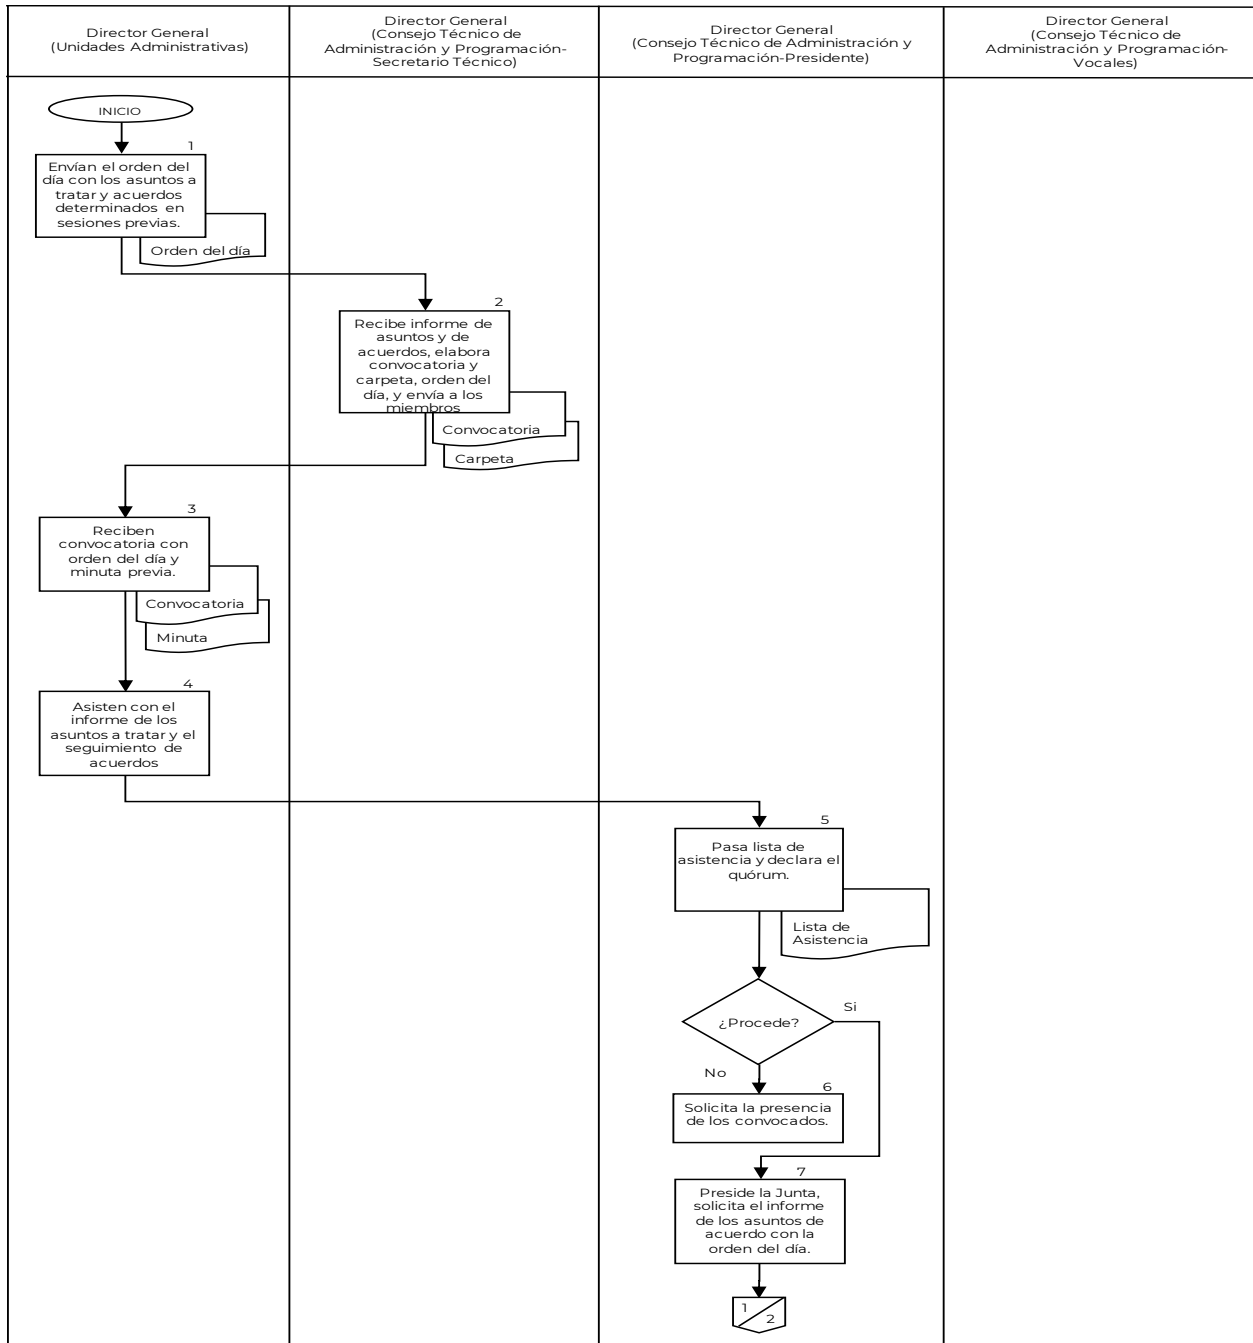 Director General
(Unidades Administrativas)
Director General
(Consejo Técnico de
Administración y Programación-
Secretario Técnico)
Director General
(Consejo Técnico de Administración y
Programación-Presidente)
Director General
(Consejo Técnico de
Administración y Programación-
Vocales)
INICIO
1
Envían el orden del
día con los asuntos a
tratar y acuerdos
determinados en
sesiones previas.
Orden del día
2
Recibe informe de
asuntos y de
acuerdos, elabora
convocatoria y
carpeta, orden del
día, y envía a los
miembros
Convocatoria
Carpeta
3
Reciben
convocatoria con
orden del día y
minuta previa.
Convocatoria
Minuta
4
Asisten con el
informe de los
asuntos a tratar y el
seguimiento de
acuerdos
5
Pasa lista de
asistencia y declara el
quórum.
Lista de
Asistencia
¿Procede?
Si
No
6
Solicita la presencia
de los convocados.
7
Preside la Junta,
solicita el informe
de los asuntos de
acuerdo con la
orden del día.
1
2